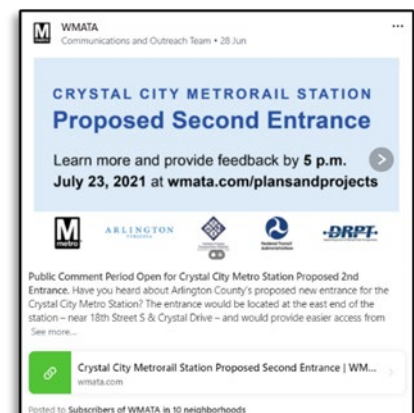 WMATA
Communications and Outreach Team • 28 Jun
CRYSTAL CITY METRORAIL STATION
Proposed Second Entrance
Learn more and provide feedback by 5 p.m.
July 23, 2021 at wmata.com/plansandprojects
M
metro
ARLINGTON
VIRGINIA
Federal Transit
Administration
DRPT
Public Comment Period Open for Crystal City Metro Station Proposed 2nd
Entrance. Have you heard about Arlington County's proposed new entrance for the
Crystal City Metro Station? The entrance would be located at the east end of the
station – near 18th Street S & Crystal Drive – and would provide easier access from
See more...
Crystal City Metrorail Station Proposed Second Entrance | WM...
wmata.com
Posted to Subscribers of WMATA in 10 neighborhoods